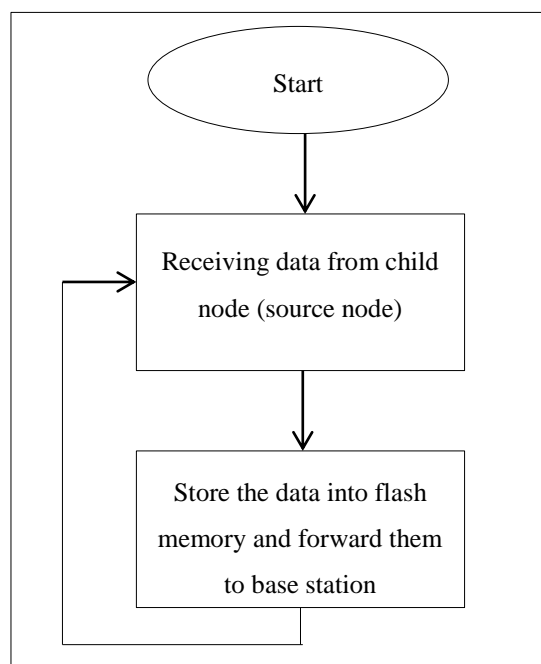 Start
Receiving data from child
node (source node)
Store the data into flash
memory and forward them
to base station